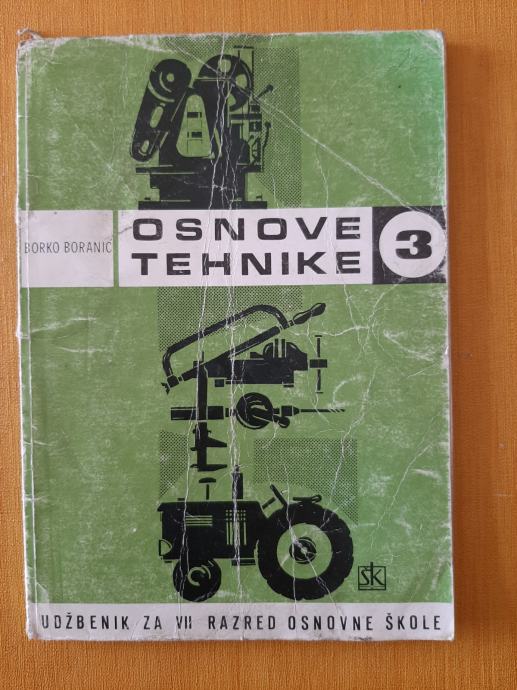 BORKO BORANIĆ
OSNOVE
TEHNIKE
3
ŠK
UDŽBENIK ZA VII RAZRED OSNOVNE ŠKOLE